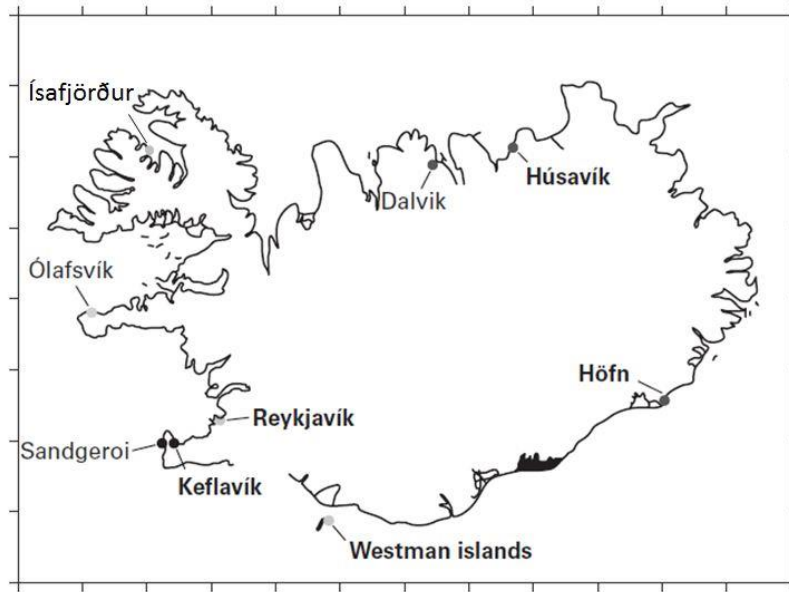 Ísafjörður
Húsavík
Dalvik
Ólafsvík
Höfn
Reykjavík
Sandgeroi
Keflavík
Westman islands